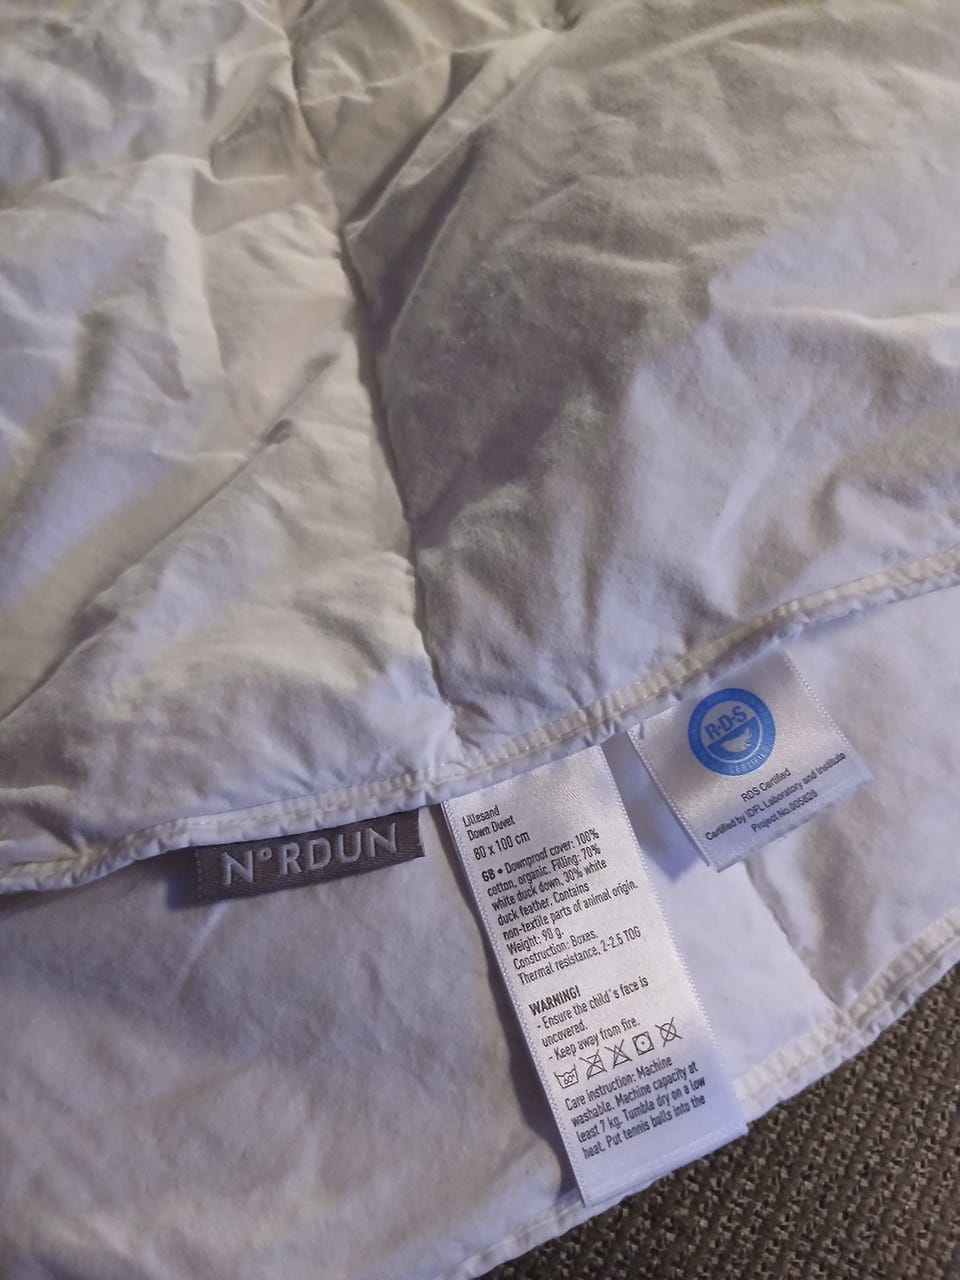 N°RDUN
Lillesand
Down Duvet
80 x 100 cm
GB • Downproof cover: 100%
cotton, organic. Filling: 70%
white duck down, 30% white
duck feather. Contains
non-textile parts of animal origin.
Weight: 90 g.
Construction: Boxes.
Thermal resistance, 2-2.5 TOG
WARNING!
- Ensure the child's face is
uncovered.
- Keep away from fire.
60
Care instruction: Machine
washable. Machine capacity at
least 7 kg. Tumble dry on a low
heat. Put tennis balls into the
R·D·S
CERTIFIED
RDS Certified
Certified by IDFL Laboratory and Institute
Project No.005829